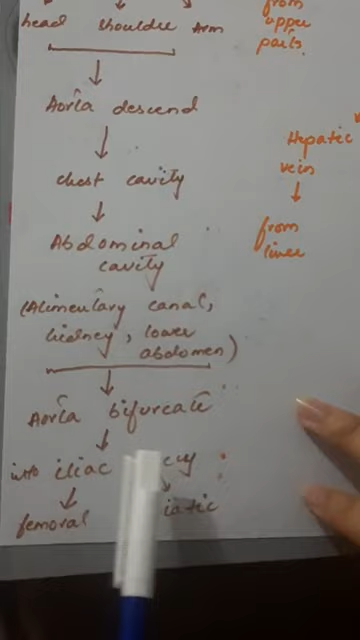 head shoulder Arm
from
upper
parts.
Aorta descend
Hepatic
vein
chest cavity
from
liver
Abdominal
cavity
(Alimentary canal,
kidney, lower
abdomen)
Aorta bifurcate
into iliac
femoral